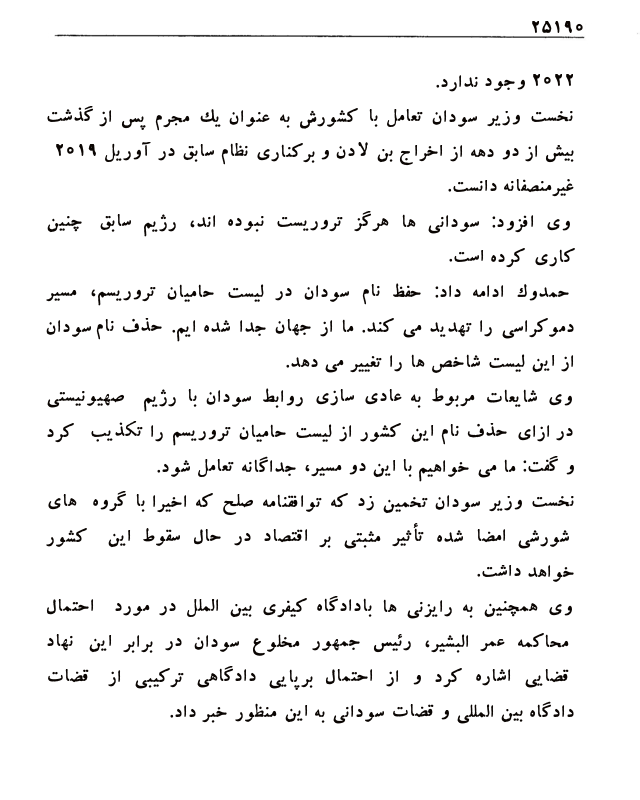 ۲۵۱۹۰
۲۰۲۲ وجود ندارد.
نخست وزیر سودان تعامل با کشورش به عنوان یك مجرم پس از گذشت
بیش از دو دهه از اخراج بن لادن و برکناری نظام سابق در آوریل ۲۰۱۹
غیرمنصفانه دانست.
وی افزود: سودانی ها هرگز تروریست نبوده اند، رژیم سابق چنین
کاری کرده است.
حمدوك ادامه داد: حفظ نام سودان در لیست حامیان تروریسم، مسیر
دموکراسی را تهدید می کند. ما از جهان جدا شده ایم. حذف نام سودان
از این لیست شاخص ها را تغییر می دهد.
وی شایعات مربوط به عادی سازی روابط سودان با رژیم صهیونیستی
در ازای حذف نام این کشور از لیست حامیان تروریسم را تکذیب کرد
و گفت: ما می خواهیم با این دو مسیر، جداگانه تعامل شود.
نخست وزیر سودان تخمین زد که توافقنامه صلح که اخیرا با گروه های
شورشی امضا شده تأثیر مثبتی بر اقتصاد در حال سقوط این کشور
خواهد داشت.
وی همچنین به رایزنی ها بادادگاه کیفری بین الملل در مورد احتمال
محاکمه عمر البشیر، رئیس جمهور مخلوع سودان در برابر این نهاد
قضایی اشاره کرد و از احتمال برپایی دادگاهی ترکیبی از قضات
دادگاه بین المللی و قضات سودانی به این منظور خبر داد.